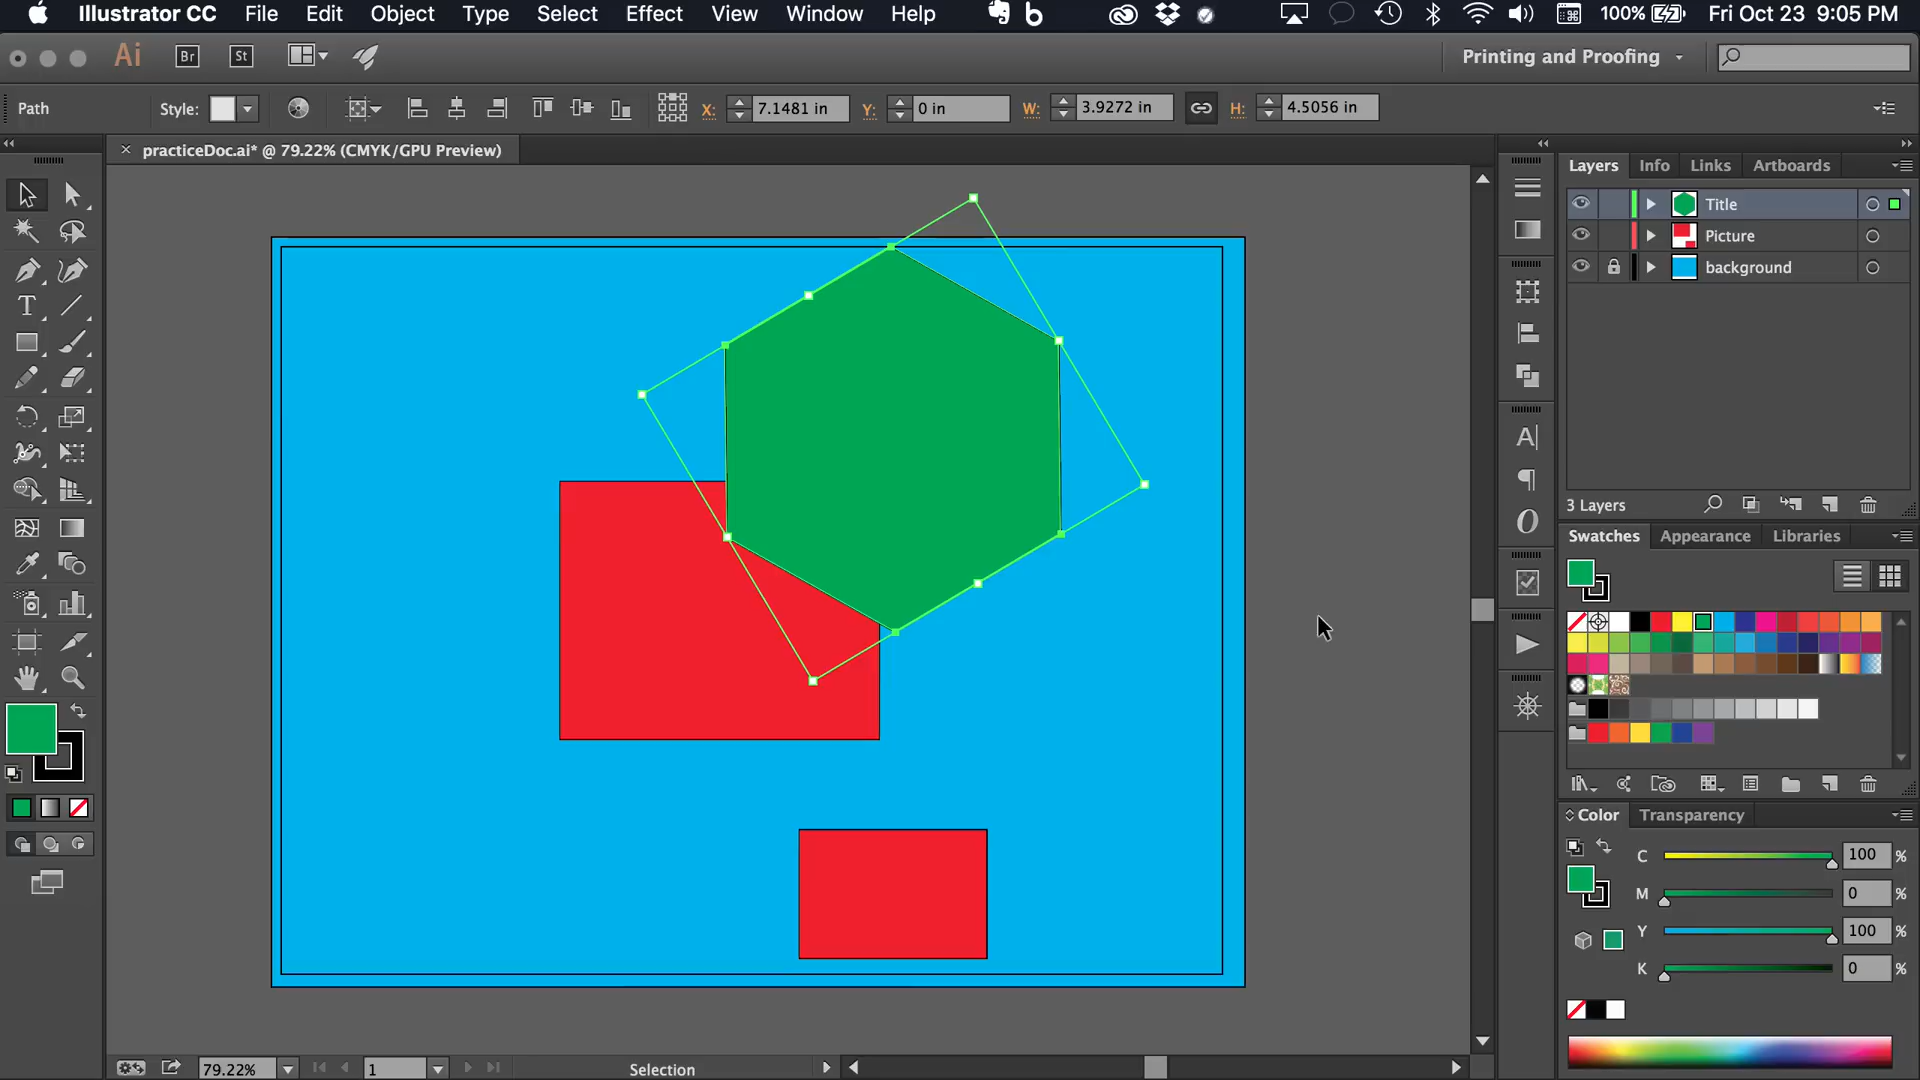 Illustrator CC File Edit Object Type Select Effect View Window Help 100% Fri Oct 23 9:05 PM
Ai Br St Printing and Proofing
Path Style: X: 7.1481 in Y: 0 in W: 3.9272 in H: 4.5056 in
practiceDoc.ai* @ 79.22% (CMYK/GPU Preview)
Layers Info Links Artboards
Title
Picture
background
3 Layers
Swatches Appearance Libraries
Color Transparency
C 100 %
M 0 %
Y 100 %
K 0 %
79.22% 1 Selection